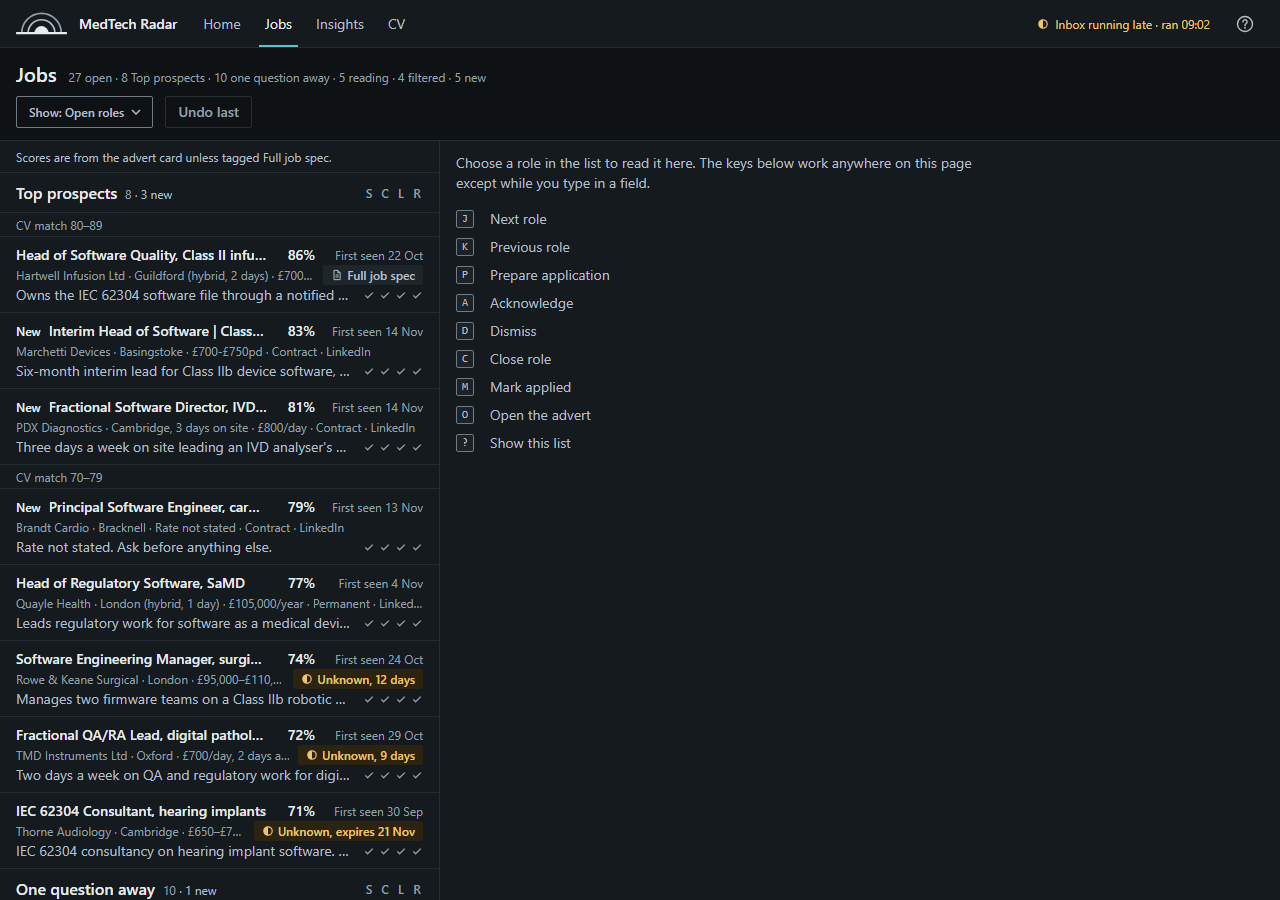 MedTech Radar Home Jobs Insights CV Inbox running late · ran 09:02 ?
Jobs 27 open · 8 Top prospects · 10 one question away · 5 reading · 4 filtered · 5 new
Show: Open roles Undo last
Scores are from the advert card unless tagged Full job spec.
Top prospects 8 · 3 new S C L R
CV match 80–89
Head of Software Quality, Class II infu... 86% First seen 22 Oct
Hartwell Infusion Ltd · Guildford (hybrid, 2 days) · £700... Full job spec
Owns the IEC 62304 software file through a notified ... ✓ ✓ ✓ ✓
New Interim Head of Software | Class... 83% First seen 14 Nov
Marchetti Devices · Basingstoke · £700-£750pd · Contract · LinkedIn
Six-month interim lead for Class IIb device software, ... ✓ ✓ ✓ ✓
New Fractional Software Director, IVD... 81% First seen 14 Nov
PDX Diagnostics · Cambridge, 3 days on site · £800/day · Contract · LinkedIn
Three days a week on site leading an IVD analyser's ... ✓ ✓ ✓ ✓
CV match 70–79
New Principal Software Engineer, car... 79% First seen 13 Nov
Brandt Cardio · Bracknell · Rate not stated · Contract · LinkedIn
Rate not stated. Ask before anything else. ✓ ✓ ✓ ✓
Head of Regulatory Software, SaMD 77% First seen 4 Nov
Quayle Health · London (hybrid, 1 day) · £105,000/year · Permanent · Linked...
Leads regulatory work for software as a medical devi... ✓ ✓ ✓ ✓
Software Engineering Manager, surgi... 74% First seen 24 Oct
Rowe & Keane Surgical · London · £95,000–£110,... Unknown, 12 days
Manages two firmware teams on a Class IIb robotic ... ✓ ✓ ✓ ✓
Fractional QA/RA Lead, digital pathol... 72% First seen 29 Oct
TMD Instruments Ltd · Oxford · £700/day, 2 days a... Unknown, 9 days
Two days a week on QA and regulatory work for digi... ✓ ✓ ✓ ✓
IEC 62304 Consultant, hearing implants 71% First seen 30 Sep
Thorne Audiology · Cambridge · £650–£7... Unknown, expires 21 Nov
IEC 62304 consultancy on hearing implant software. ... ✓ ✓ ✓ ✓
One question away 10 · 1 new S C L R
Choose a role in the list to read it here. The keys below work anywhere on this page
except while you type in a field.
J Next role
K Previous role
P Prepare application
A Acknowledge
D Dismiss
C Close role
M Mark applied
O Open the advert
? Show this list